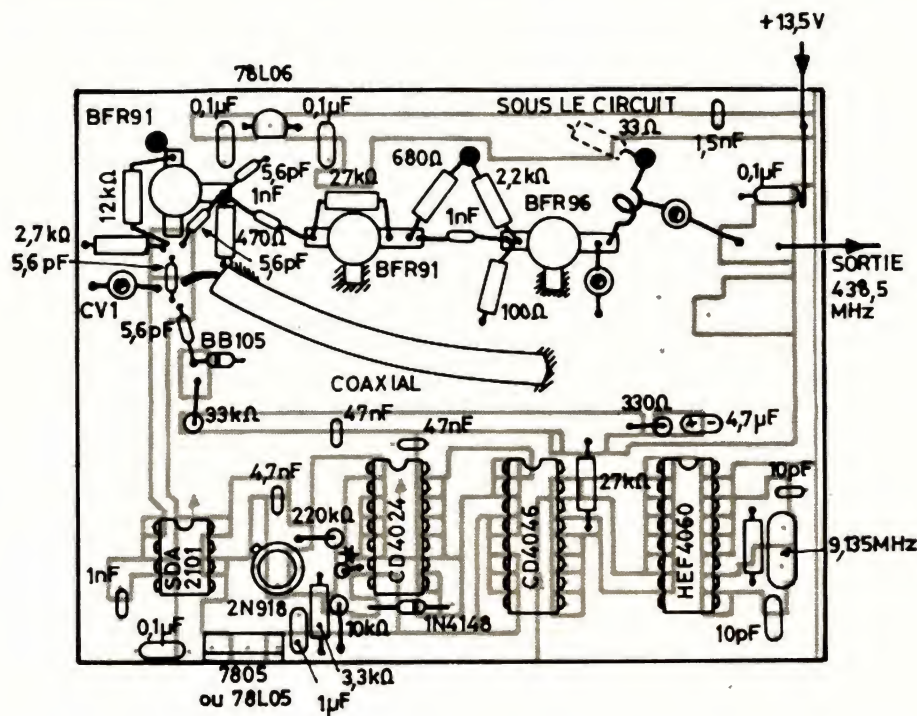 +13,5V
78L06
BFR91
0,1µF
0,1µF
SOUS LE CIRCUIT
33Ω
1,5nF
5,6pF
680Ω
0,1µF
12kΩ
1nF
27kΩ
2,2kΩ
BFR96
1nF
2,7kΩ
470Ω
5,6pF
5,6pF
BFR91
SORTIE
438,5
MHz
CV1
100Ω
5,6pF
BB105
COAXIAL
33kΩ
47nF
47nF
330Ω
4,7µF
4,7nF
10pF
27kΩ
220kΩ
SDA
2101
CD4024
CD4046
HEF4060
9,135MHz
1nF
2N918
10kΩ
1N4148
10pF
0,1µF
7805
ou 78L05
1µF
3,3kΩ